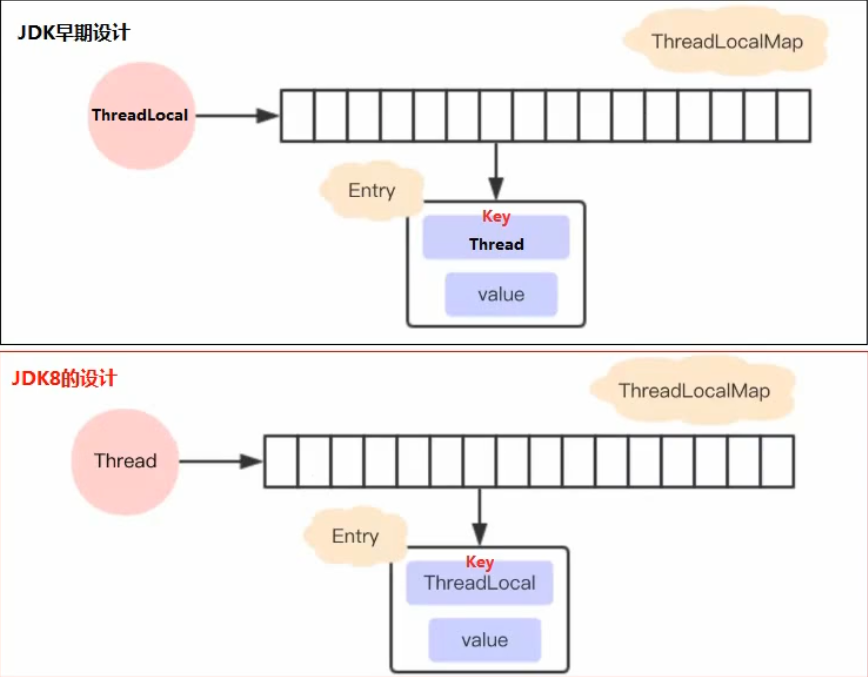 JDK早期设计
ThreadLocalMap
ThreadLocal
Entry
Key
Thread
value
JDK8的设计
ThreadLocalMap
Thread
Entry
Key
ThreadLocal
value